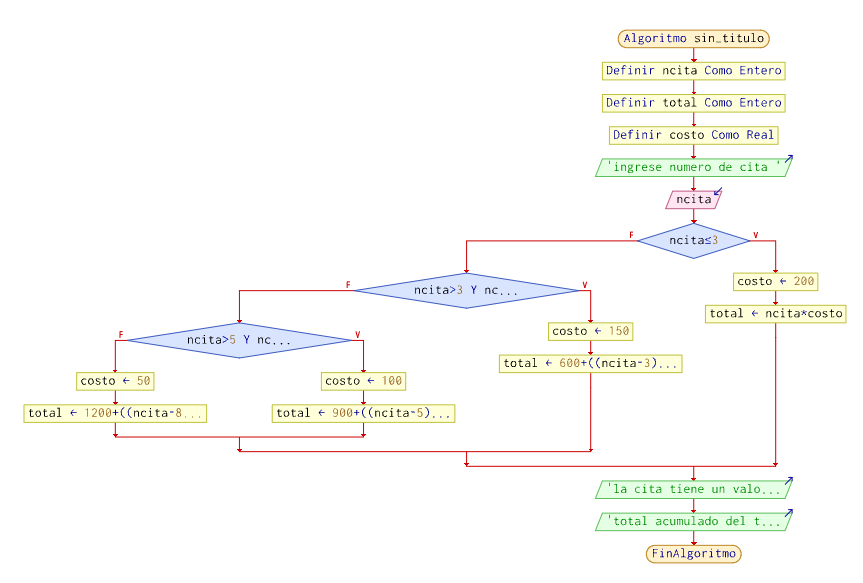 Algoritmo sin_titulo
Definir ncita Como Entero
Definir total Como Entero
Definir costo Como Real
'ingrese numero de cita '
ncita
ncita≤3
F
V
costo ← 200
total ← ncita*costo
ncita>3 Y nc...
F
V
costo ← 150
total ← 600+((ncita-3)...
ncita>5 Y nc...
F
V
costo ← 50
total ← 1200+((ncita-8...
costo ← 100
total ← 900+((ncita-5)...
'la cita tiene un valo...
'total acumulado del t...
FinAlgoritmo